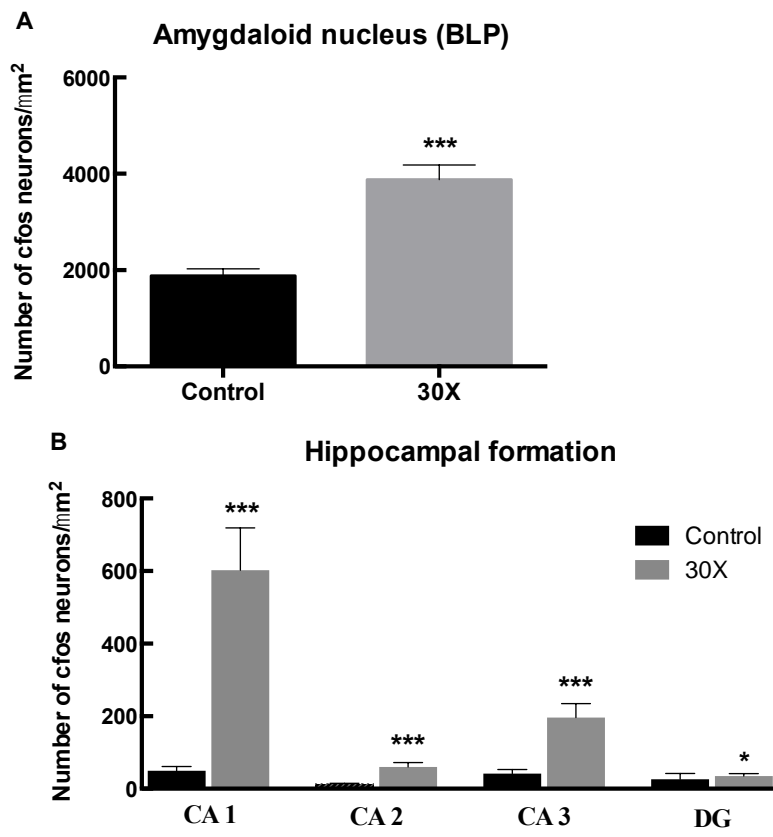 A
Amygdaloid nucleus (BLP)
Number of cfos neurons/mm²
6000
4000
2000
0
***
Control
30X
B
Hippocampal formation
Number of cfos neurons/mm²
800
600
400
200
0
***
***
***
*
Control
30X
CA 1
CA 2
CA 3
DG